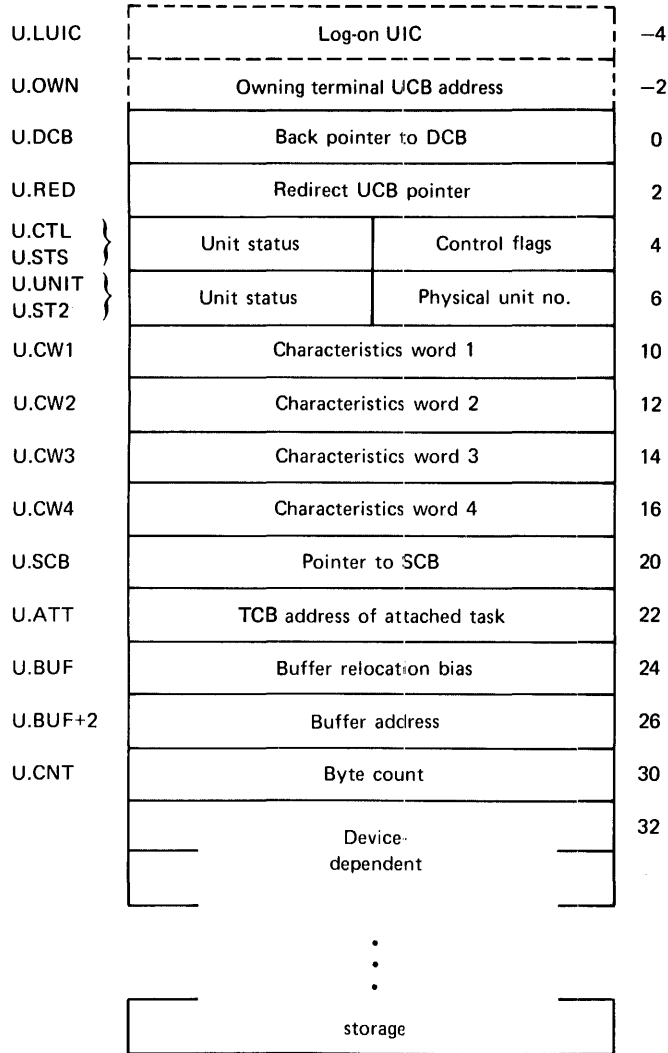 U.LUIC Log-on UIC −4
U.OWN Owning terminal UCB address −2
U.DCB Back pointer to DCB 0
U.RED Redirect UCB pointer 2
U.CTL
U.STS } Unit status Control flags 4
U.UNIT
U.ST2 } Unit status Physical unit no. 6
U.CW1 Characteristics word 1 10
U.CW2 Characteristics word 2 12
U.CW3 Characteristics word 3 14
U.CW4 Characteristics word 4 16
U.SCB Pointer to SCB 20
U.ATT TCB address of attached task 22
U.BUF Buffer relocation bias 24
U.BUF+2 Buffer address 26
U.CNT Byte count 30
32
Device-
dependent
storage